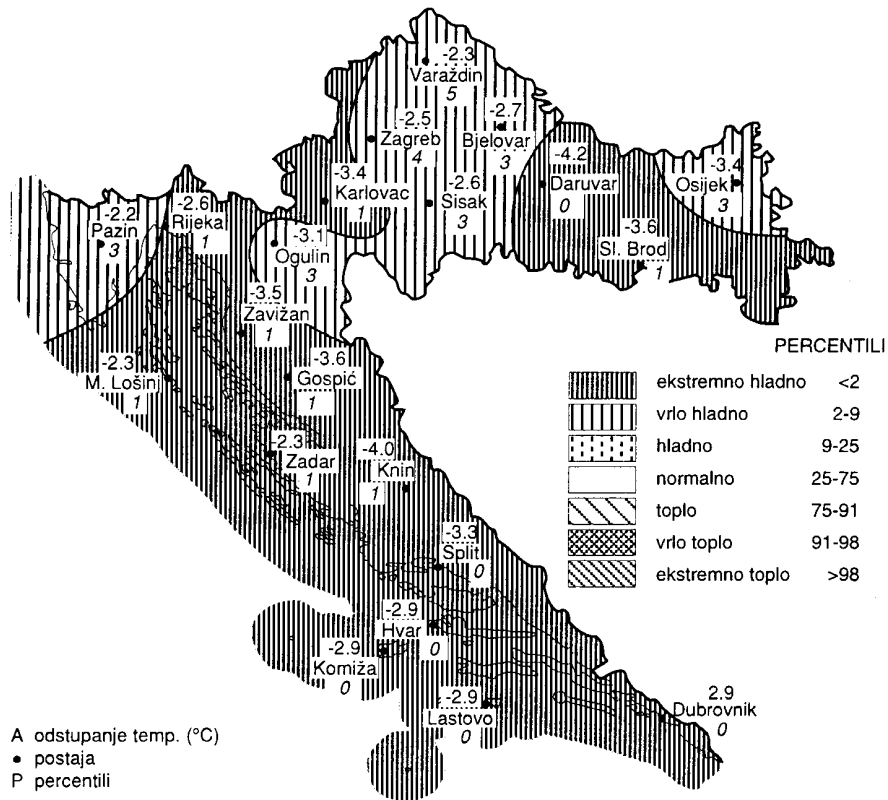 -2.3
Varaždin
5
-2.5
Zagreb
4
-2.7
Bjelovar
3
-3.4
Karlovac
1
-2.6
Sisak
3
-4.2
Daruvar
0
-3.4
Osijek
3
-3.6
Sl. Brod
1
-2.2
Pazin
3
-2.6
Rijeka
1
-3.1
Ogulin
3
-3.5
Zavižan
1
-2.3
M. Lošinj
1
-3.6
Gospić
1
-2.3
Zadar
1
-4.0
Knin
1
-3.3
Split
0
-2.9
Hvar
0
-2.9
Komiža
0
-2.9
Lastovo
0
2.9
Dubrovnik
0
PERCENTILI
ekstremno hladno <2
vrlo hladno 2-9
hladno 9-25
normalno 25-75
toplo 75-91
vrlo toplo 91-98
ekstremno toplo >98
A odstupanje temp. (°C)
• postaja
P percentili